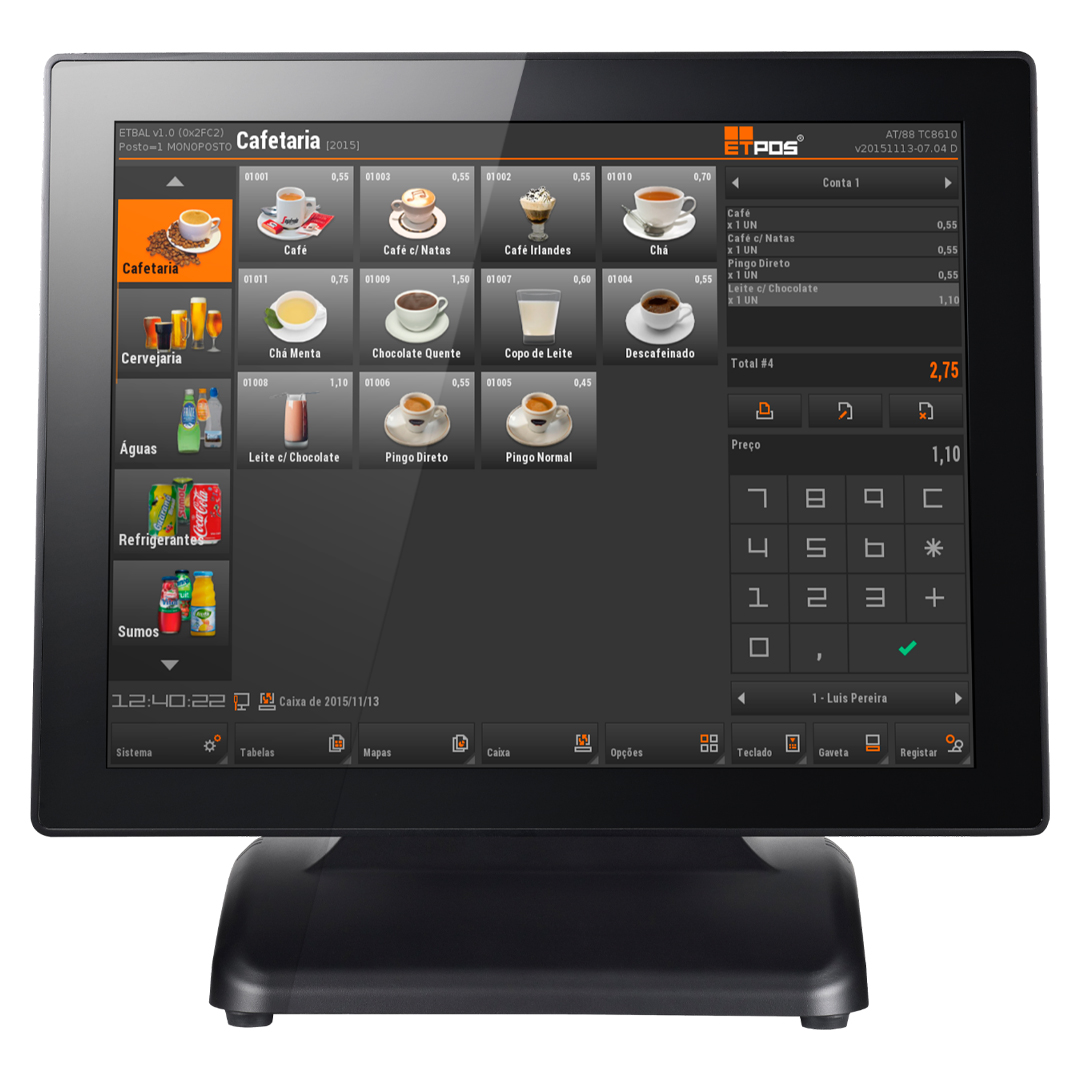 ETBAL v1.0 (0x2FC2)
Posto=1 MONOPOSTO
Cafetaria [2015]
ETPOS®
AT/88 TC8610
v20151113-07.04 D
Cafetaria
Cervejaria
Águas
Refrigerantes
Coca-Cola
Sumos
01001 0,55
Café
01003 0,55
Café c/ Natas
01002 0,55
Café Irlandes
01010 0,70
Chá
01011 0,75
Chá Menta
01009 1,50
Chocolate Quente
01007 0,60
Copo de Leite
01004 0,55
Descafeinado
01008 1,10
Leite c/ Chocolate
01006 0,55
Pingo Direto
01005 0,45
Pingo Normal
Conta 1
Café
x 1 UN 0,55
Café c/ Natas
x 1 UN 0,55
Pingo Direto
x 1 UN 0,55
Leite c/ Chocolate
x 1 UN 1,10
Total #4
2,75
Preço
1,10
7 8 9 C
4 5 6 *
1 2 3 +
0 ,
1 - Luis Pereira
12:40:22 Caixa de 2015/11/13
Sistema Tabelas Mapas Caixa Opções Teclado Gaveta Registar